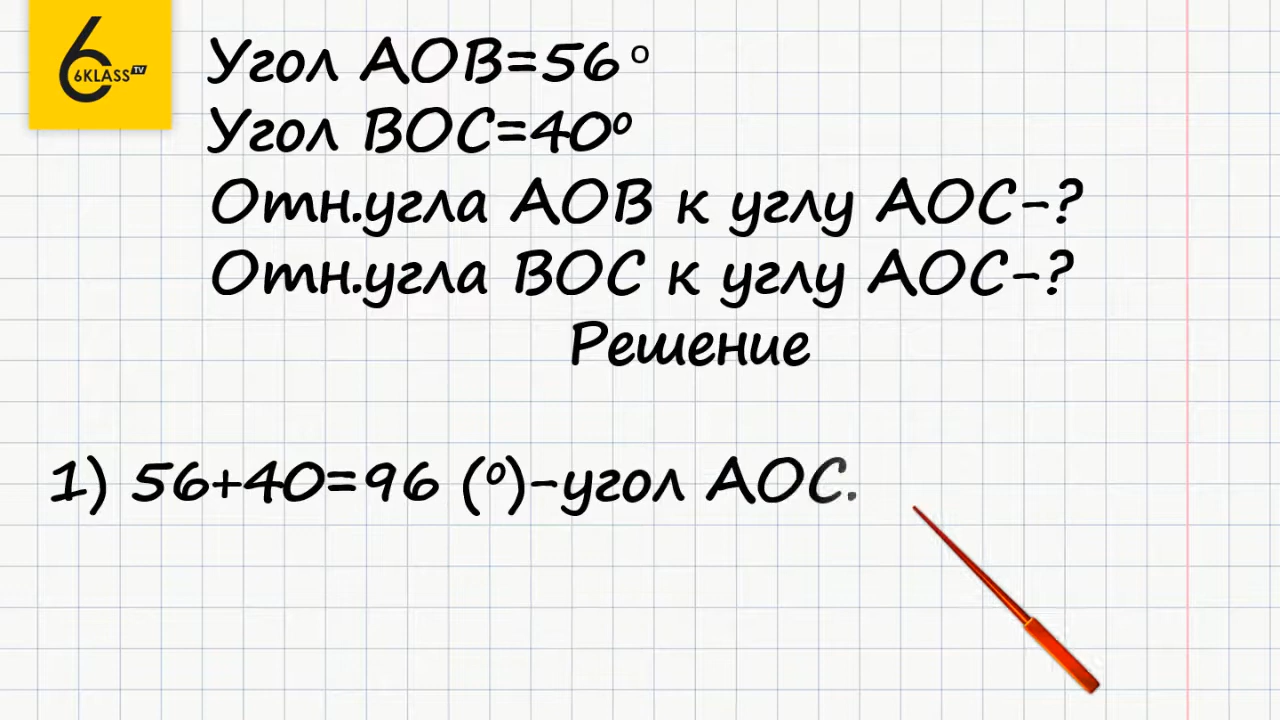 6KLASS TV
Угол АОВ=56°
Угол ВОС=40°
Отн.угла АОВ к углу АОС-?
Отн.угла ВОС к углу АОС-?
Решение
1) 56+40=96 (°)-угол АОС.